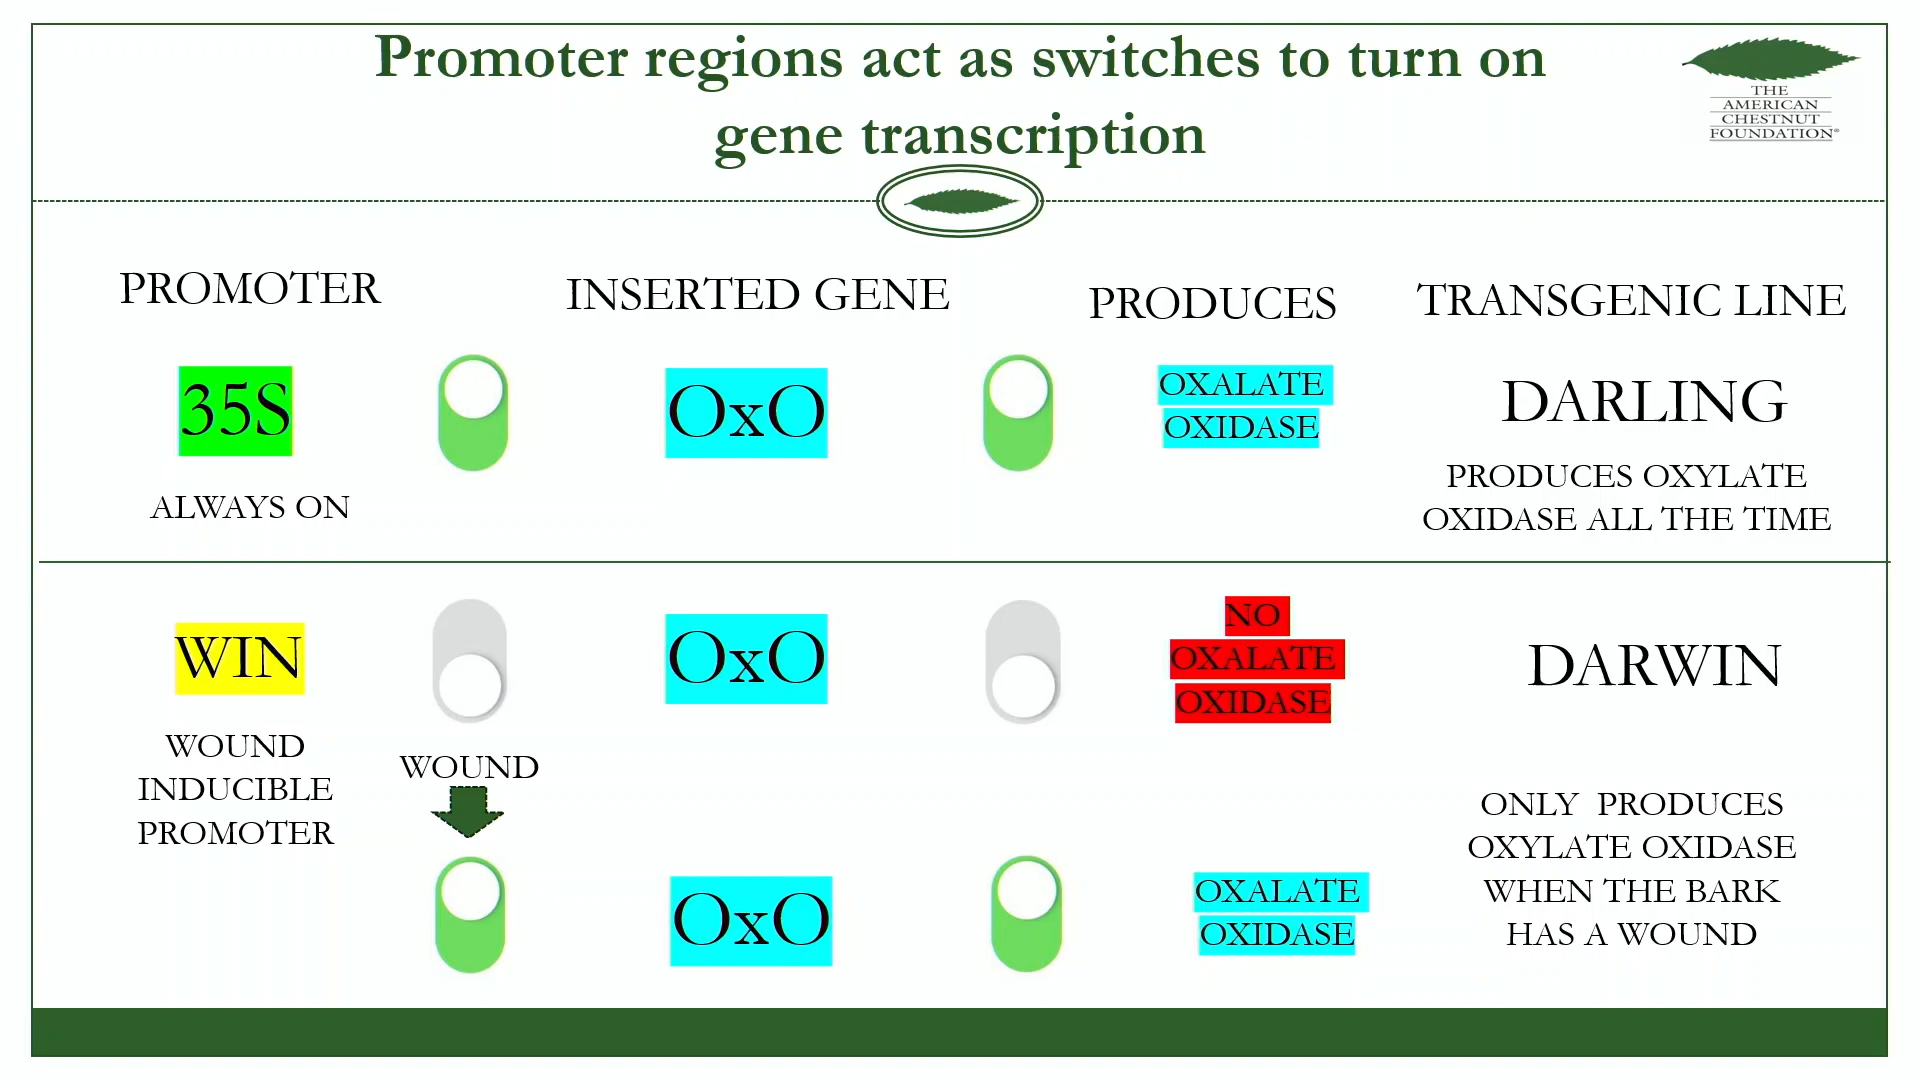 Promoter regions act as switches to turn on
gene transcription
THE
AMERICAN
CHESTNUT
FOUNDATION®
PROMOTER
INSERTED GENE
PRODUCES
TRANSGENIC LINE
35S
OxO
OXALATE
OXIDASE
DARLING
ALWAYS ON
PRODUCES OXYLATE
OXIDASE ALL THE TIME
WIN
OxO
NO
OXALATE
OXIDASE
DARWIN
WOUND
INDUCIBLE
PROMOTER
WOUND
OxO
OXALATE
OXIDASE
ONLY PRODUCES
OXYLATE OXIDASE
WHEN THE BARK
HAS A WOUND